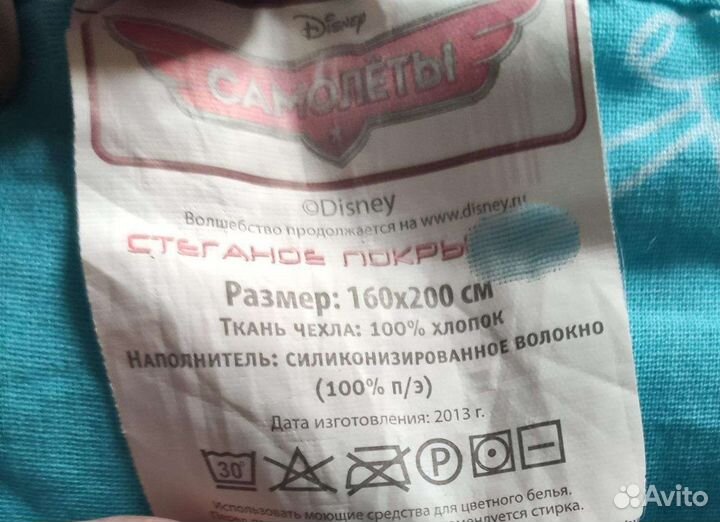 Disney
САМОЛЁТЫ
©Disney
Волшебство продолжается на www.disney.ru
СТЕГАНОЕ ПОКРЫ
Размер: 160x200 см
Ткань чехла: 100% хлопок
Наполнитель: силиконизированное волокно
(100% п/э)
Дата изготовления: 2013 г.
30°
P
Использовать моющие средства для цветного белья.
стирка.
Avito